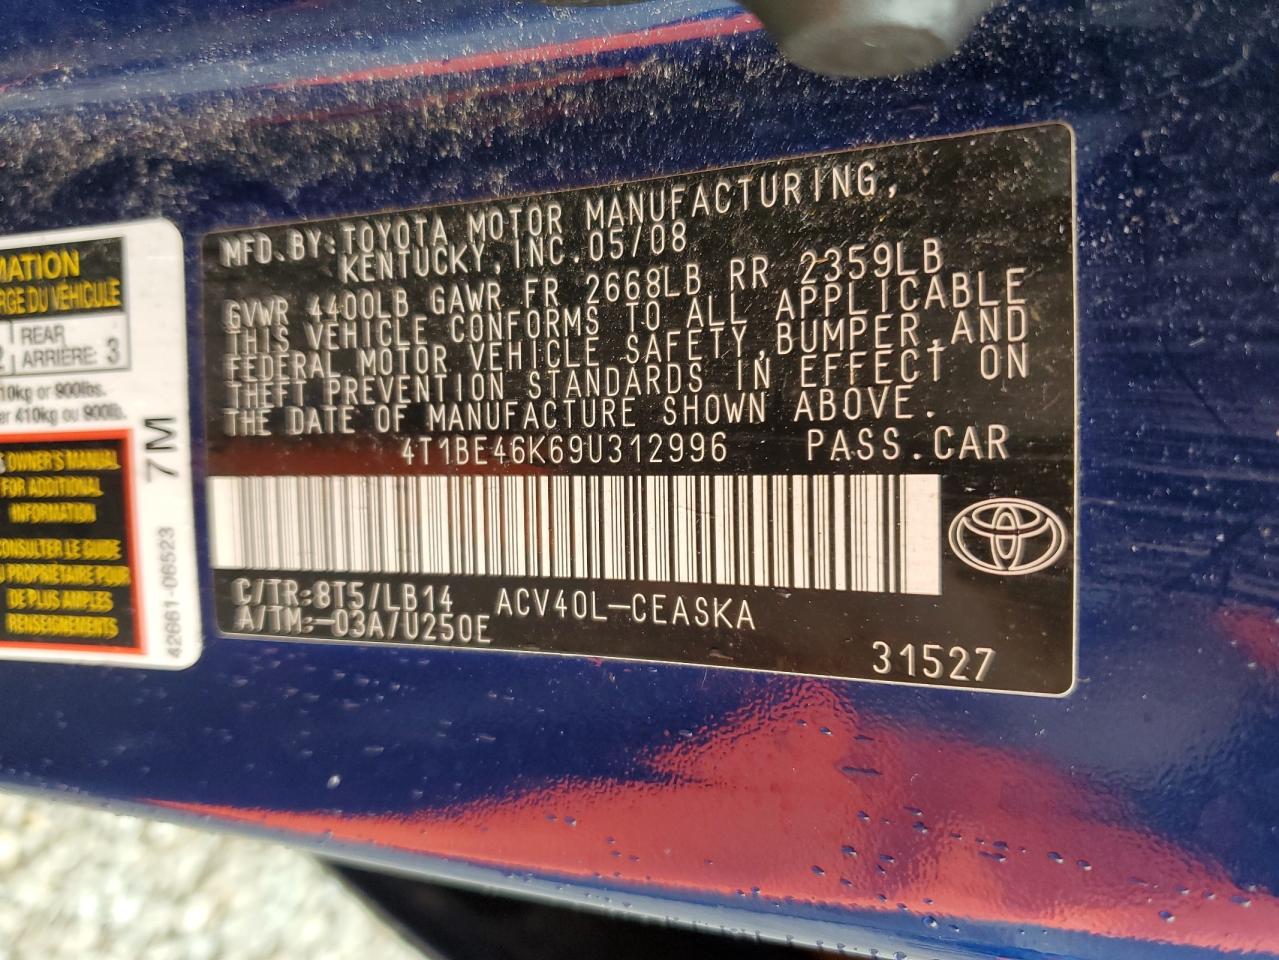 MATION
RGE DU VÉHICULE
REAR
ARRIERE: 3
10kg or 900lbs.
er 410kg ou 900lb.
OWNER'S MANUAL
FOR ADDITIONAL
INFORMATION
CONSULTER LE GUIDE
U PROPRIÉTAIRE POUR
DE PLUS AMPLES
RENSEIGNEMENTS
7M
42661-06523
MFD.BY:TOYOTA MOTOR MANUFACTURING,
KENTUCKY,INC.05/08
GVWR 4400LB GAWR FR 2668LB RR 2359LB
THIS VEHICLE CONFORMS TO ALL APPLICABLE
FEDERAL MOTOR VEHICLE SAFETY,BUMPER,AND
THEFT PREVENTION STANDARDS IN EFFECT ON
THE DATE OF MANUFACTURE SHOWN ABOVE.
4T1BE46K69U312996 PASS.CAR
C/TR:8T5/LB14 ACV40L-CEASKA
A/TM:-03A/U250E
31527